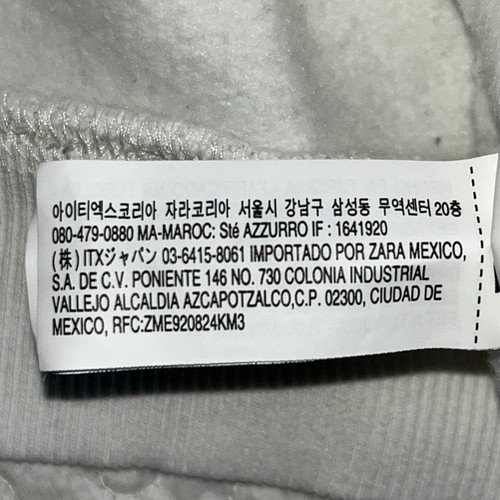 아이티엑스코리아 자라코리아 서울시 강남구 삼성동 무역센터 20층
080-479-0880 MA-MAROC: Sté AZZURRO IF : 1641920
(株) ITXジャパン 03-6415-8061 IMPORTADO POR ZARA MEXICO,
S.A. DE C.V. PONIENTE 146 NO. 730 COLONIA INDUSTRIAL
VALLEJO ALCALDIA AZCAPOTZALCO,C.P. 02300, CIUDAD DE
MEXICO, RFC:ZME920824KM3